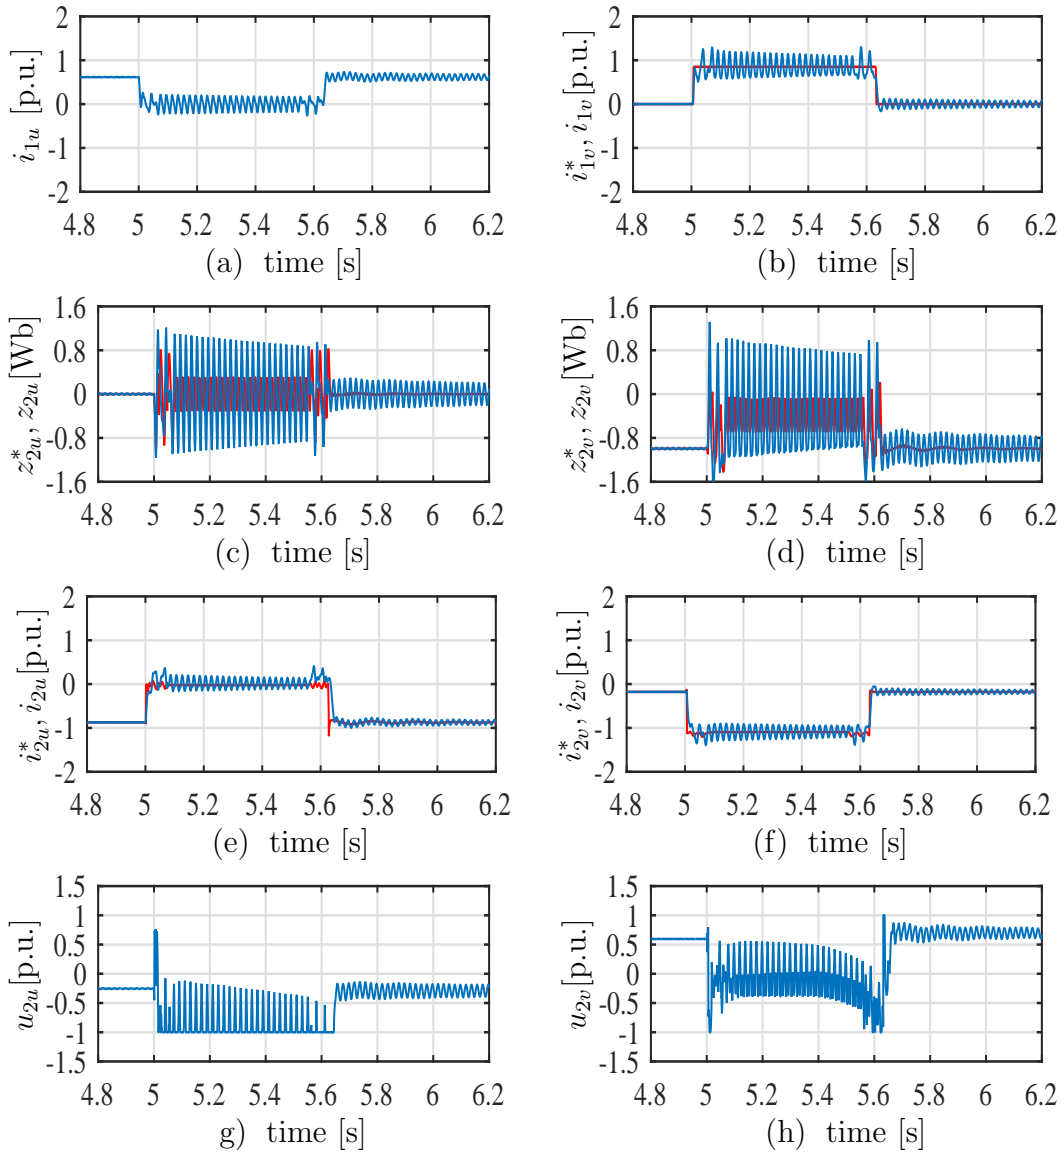 2
1
0
-1
-2
i1u [p.u.]
4.8 5 5.2 5.4 5.6 5.8 6 6.2
(a) time [s]
2
1
0
-1
-2
i*1v, i1v[p.u.]
4.8 5 5.2 5.4 5.6 5.8 6 6.2
(b) time [s]
1.6
0.8
0
-0.8
-1.6
z*2u, z2u[Wb]
4.8 5 5.2 5.4 5.6 5.8 6 6.2
(c) time [s]
1.6
0.8
0
-0.8
-1.6
z*2v, z2v[Wb]
4.8 5 5.2 5.4 5.6 5.8 6 6.2
(d) time [s]
2
1
0
-1
-2
i*2u, i2u[p.u.]
4.8 5 5.2 5.4 5.6 5.8 6 6.2
(e) time [s]
2
1
0
-1
-2
i*2v, i2v[p.u.]
4.8 5 5.2 5.4 5.6 5.8 6 6.2
(f) time [s]
1.5
1
0.5
0
-0.5
-1
-1.5
u2u[p.u.]
4.8 5 5.2 5.4 5.6 5.8 6 6.2
g) time [s]
1.5
1
0.5
0
-0.5
-1
-1.5
u2v[p.u.]
4.8 5 5.2 5.4 5.6 5.8 6 6.2
(h) time [s]